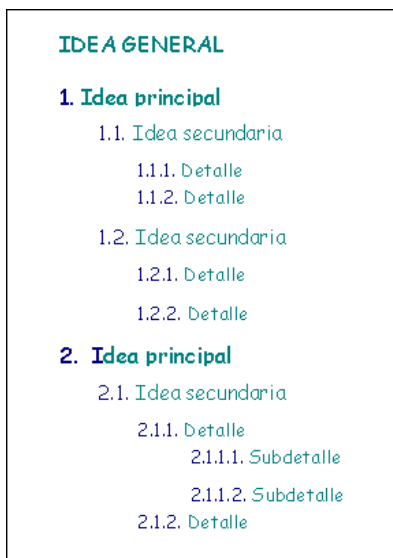 IDEA GENERAL
1. Idea principal
1.1. Idea secundaria
1.1.1. Detalle
1.1.2. Detalle
1.2. Idea secundaria
1.2.1. Detalle
1.2.2. Detalle
2. Idea principal
2.1. Idea secundaria
2.1.1. Detalle
2.1.1.1. Subdetalle
2.1.1.2. Subdetalle
2.1.2. Detalle